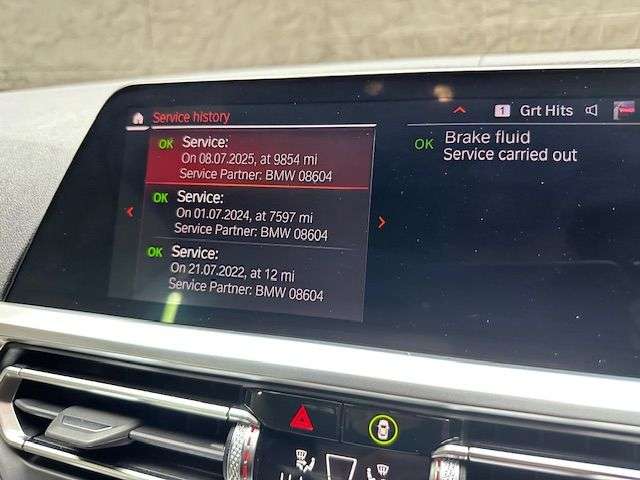 Service history
1 Grt Hits
OK Service:
On 08.07.2025, at 9854 mi
Service Partner: BMW 08604
OK Service:
On 01.07.2024, at 7597 mi
Service Partner: BMW 08604
OK Service:
On 21.07.2022, at 12 mi
Service Partner: BMW 08604
OK Brake fluid
Service carried out